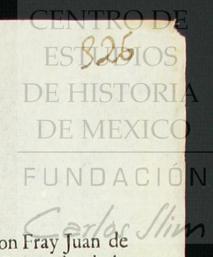 CENTRO DE
ESTUDIOS
DE HISTORIA
DE MEXICO
FUNDACIÓN
Carlos Slim
on Fray Juan de